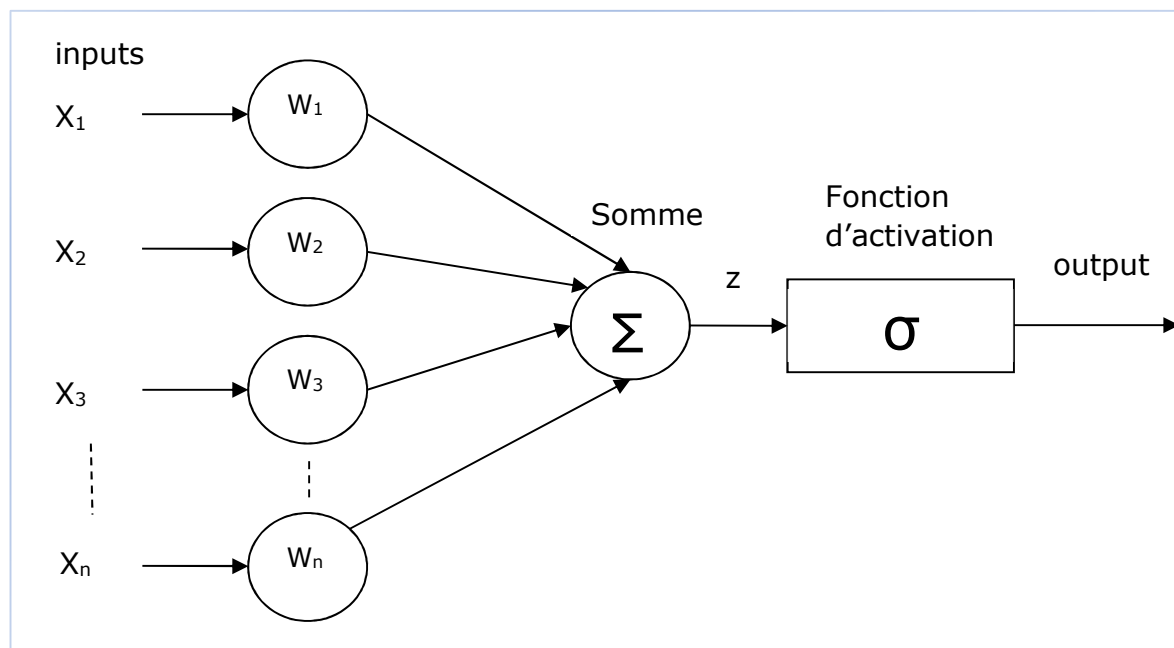 inputs
X₁
W₁
X₂
W₂
X₃
W₃
Xₙ
Wₙ
Somme
Σ
z
Fonction
d’activation
σ
output